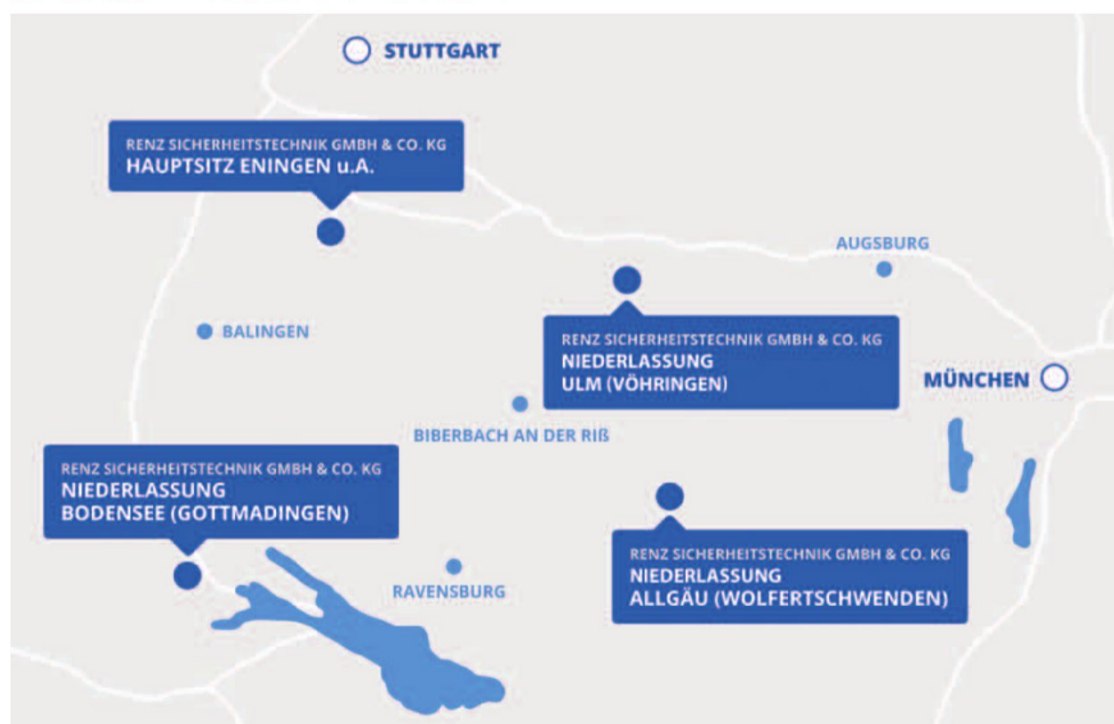 STUTTGART
RENZ SICHERHEITSTECHNIK GMBH & CO. KG
HAUPTSITZ ENINGEN u.A.
AUGSBURG
BALINGEN
RENZ SICHERHEITSTECHNIK GMBH & CO. KG
NIEDERLASSUNG
ULM (VÖHRINGEN)
MÜNCHEN
BIBERBACH AN DER RIß
RENZ SICHERHEITSTECHNIK GMBH & CO. KG
NIEDERLASSUNG
BODENSEE (GOTTMADINGEN)
RENZ SICHERHEITSTECHNIK GMBH & CO. KG
NIEDERLASSUNG
ALLGÄU (WOLFERTSCHWENDEN)
RAVENSBURG